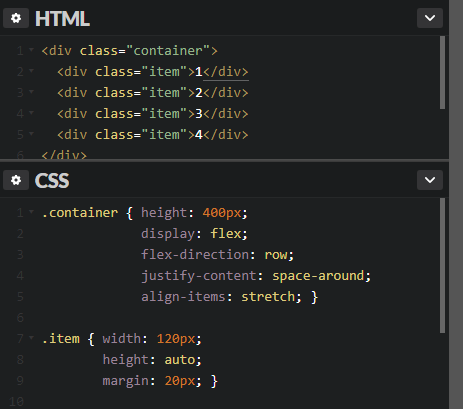 HTML
1 <div class="container">
2 <div class="item">1</div>
3 <div class="item">2</div>
4 <div class="item">3</div>
5 <div class="item">4</div>
6 </div>
CSS
1 .container { height: 400px;
2 display: flex;
3 flex-direction: row;
4 justify-content: space-around;
5 align-items: stretch; }
6
7 .item { width: 120px;
8 height: auto;
9 margin: 20px; }
10